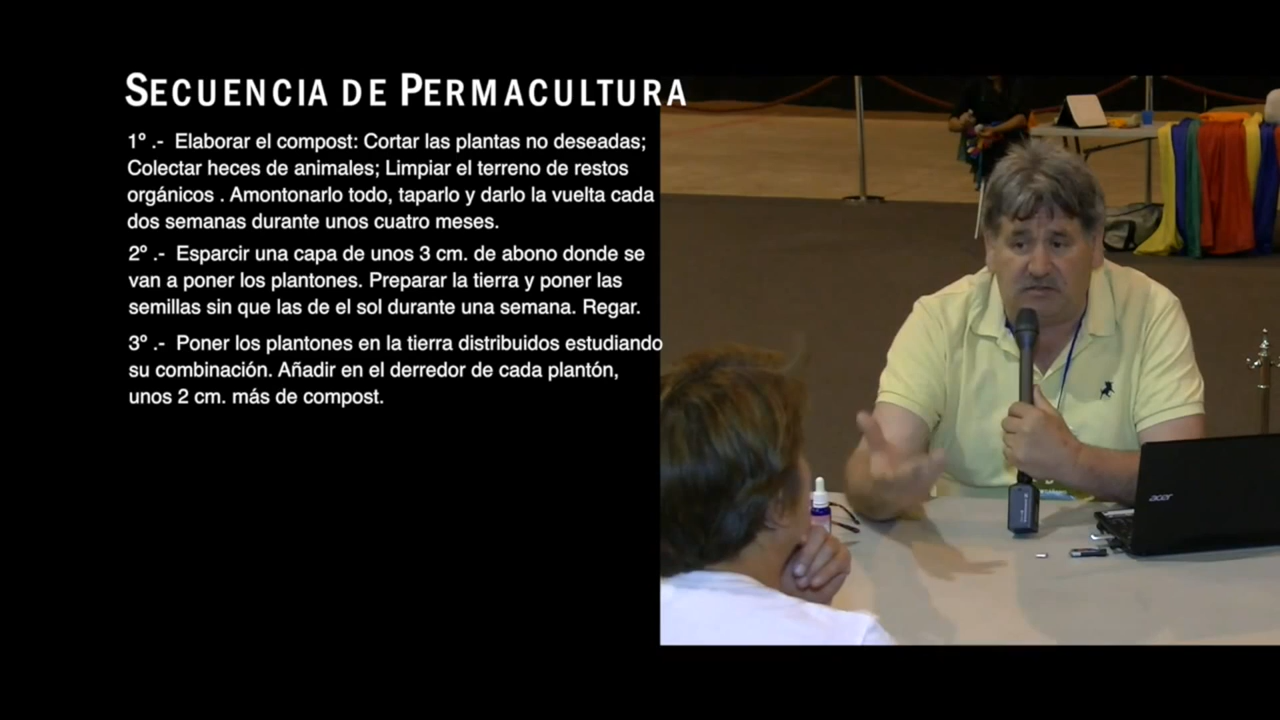 SECUENCIA DE PERMACULTURA
1º .- Elaborar el compost: Cortar las plantas no deseadas;
Colectar heces de animales; Limpiar el terreno de restos
orgánicos . Amontonarlo todo, taparlo y darlo la vuelta cada
dos semanas durante unos cuatro meses.
2º .- Esparcir una capa de unos 3 cm. de abono donde se
van a poner los plantones. Preparar la tierra y poner las
semillas sin que las de el sol durante una semana. Regar.
3º .- Poner los plantones en la tierra distribuidos estudiando
su combinación. Añadir en el derredor de cada plantón,
unos 2 cm. más de compost.
acer